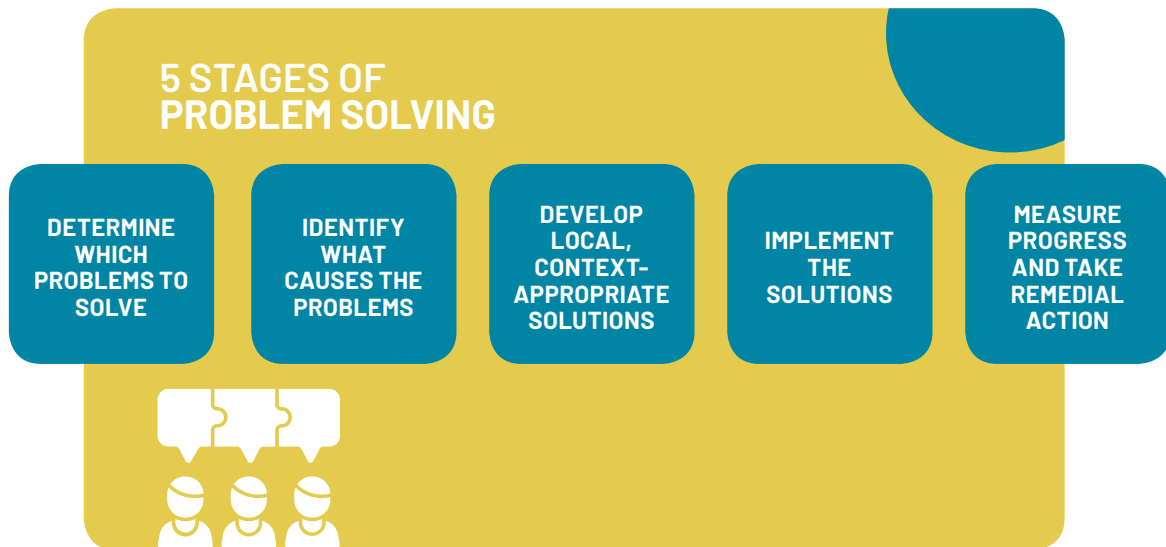 5 STAGES OF
PROBLEM SOLVING
DETERMINE
WHICH
PROBLEMS TO
SOLVE
IDENTIFY
WHAT
CAUSES THE
PROBLEMS
DEVELOP
LOCAL,
CONTEXT-
APPROPRIATE
SOLUTIONS
IMPLEMENT
THE
SOLUTIONS
MEASURE
PROGRESS
AND TAKE
REMEDIAL
ACTION